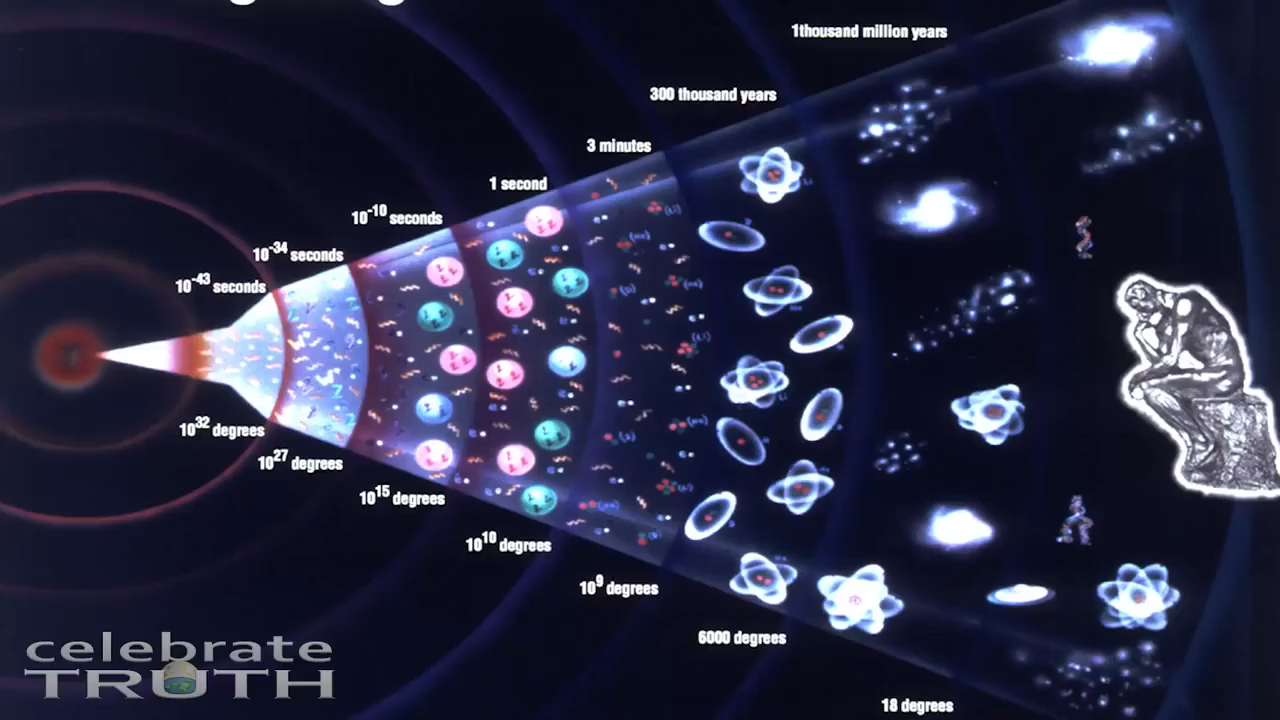 1thousand million years
300 thousand years
3 minutes
1 second
10⁻¹⁰ seconds
10⁻³⁴ seconds
10⁻⁴³ seconds
10³² degrees
10²⁷ degrees
10¹⁵ degrees
10¹⁰ degrees
10⁹ degrees
6000 degrees
18 degrees
celebrate
TRUTH